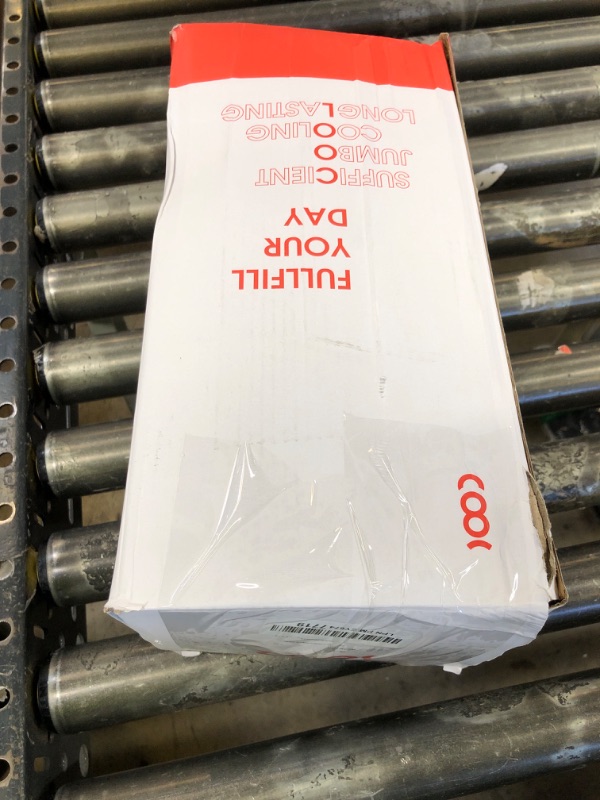 FULLFILL
YOUR
DAY
SUFFICIENT
JUMBO
COOLING
LONGLASTING